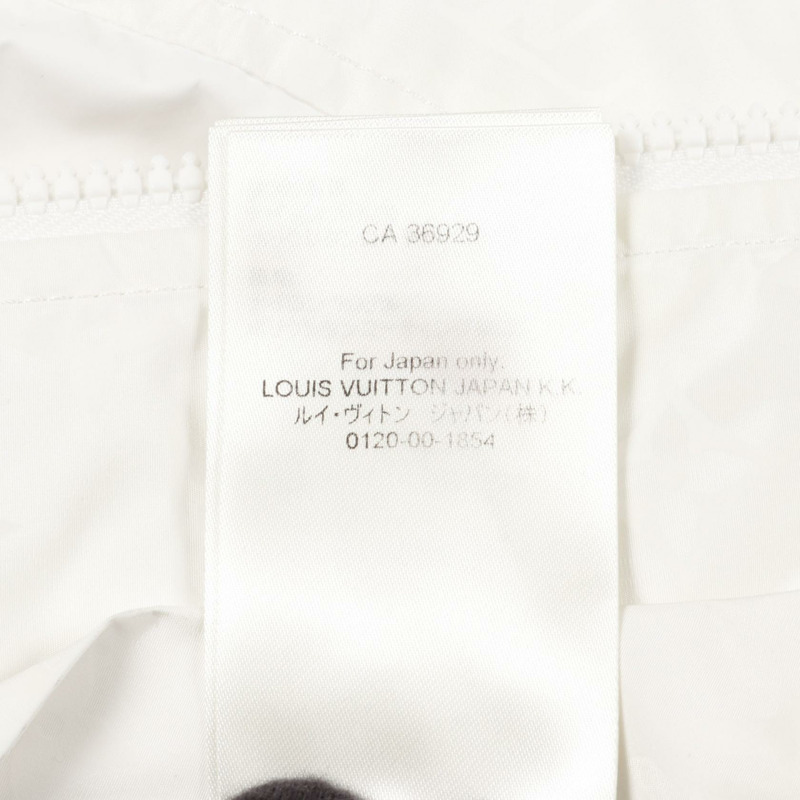 CA 36929
For Japan only.
LOUIS VUITTON JAPAN K.K.
ルイ・ヴィトン ジャパン(株)
0120-00-1854